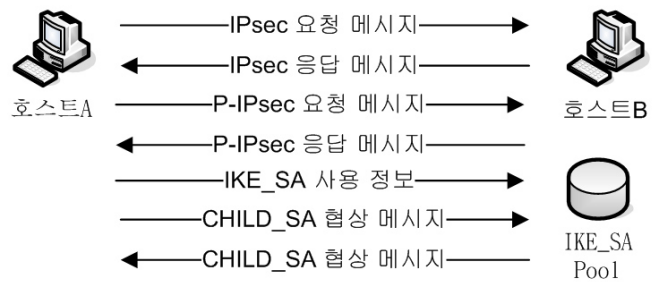 IPsec 요청 메시지
IPsec 응답 메시지
호스트A
P-IPsec 요청 메시지
호스트B
P-IPsec 응답 메시지
IKE_SA 사용 정보
CHILD_SA 협상 메시지
IKE_SA
Pool
CHILD_SA 협상 메시지